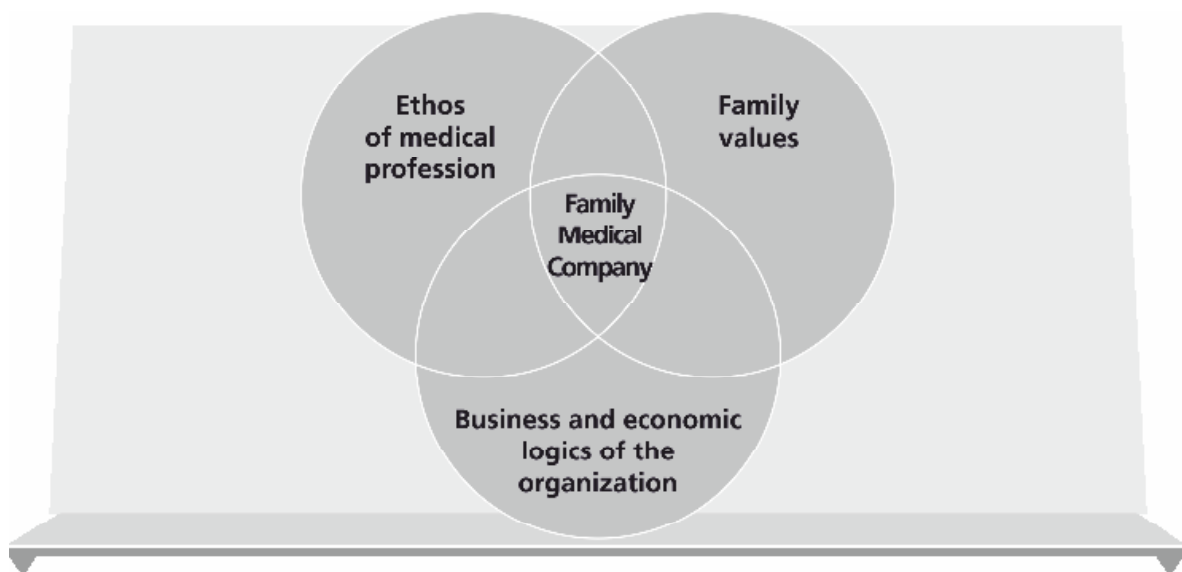 Ethos
of medical
profession
Family
values
Family
Medical
Company
Business and economic
logics of the
organization